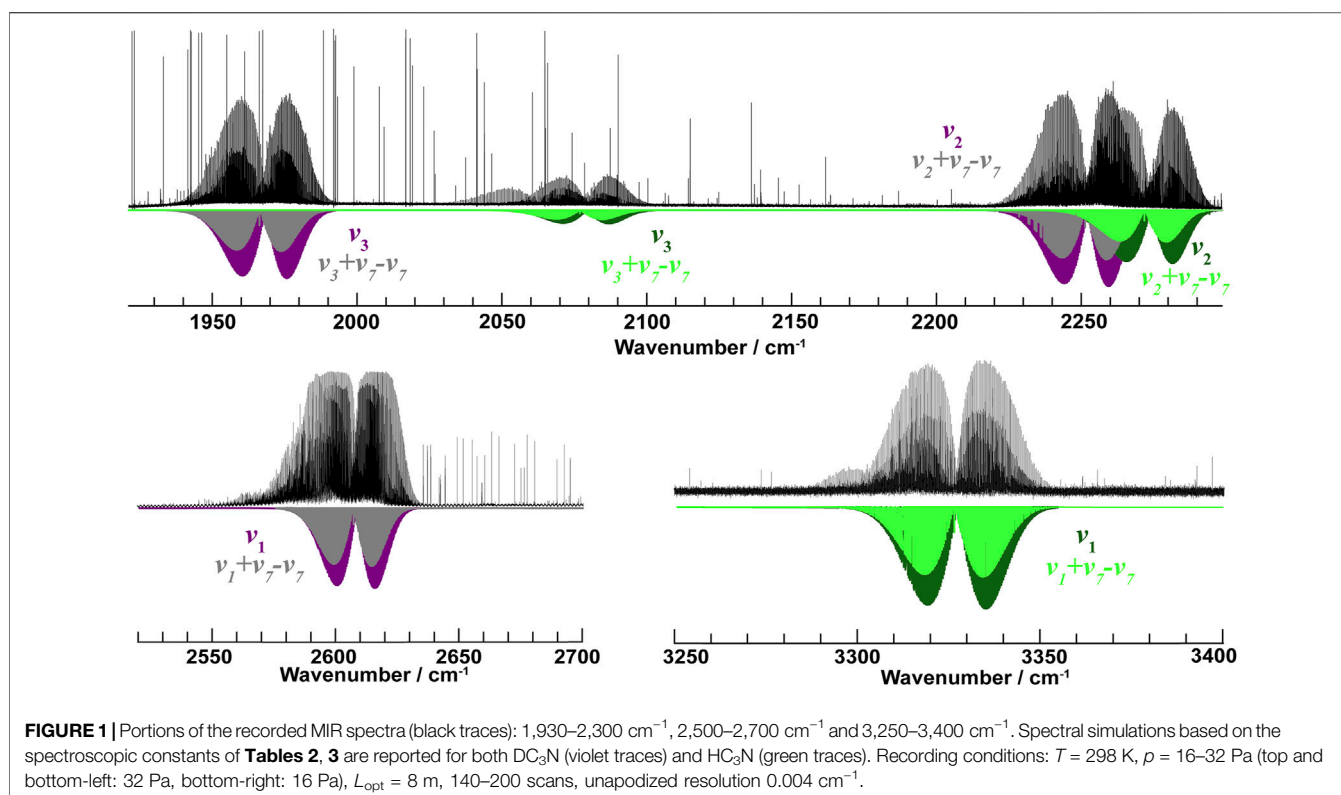 ν2
ν2+ν7-ν7
ν3
ν3+ν7-ν7
ν3
ν3+ν7-ν7
ν2
ν2+ν7-ν7
1950 2000 2050 2100 2150 2200 2250
Wavenumber / cm-1
ν1
ν1+ν7-ν7
ν1
ν1+ν7-ν7
2550 2600 2650 2700
Wavenumber / cm-1
3250 3300 3350 3400
Wavenumber / cm-1
FIGURE 1 | Portions of the recorded MIR spectra (black traces): 1,930–2,300 cm−1, 2,500–2,700 cm−1 and 3,250–3,400 cm−1. Spectral simulations based on the
spectroscopic constants of Tables 2, 3 are reported for both DC3N (violet traces) and HC3N (green traces). Recording conditions: T = 298 K, p = 16–32 Pa (top and
bottom-left: 32 Pa, bottom-right: 16 Pa), Lopt = 8 m, 140–200 scans, unapodized resolution 0.004 cm−1.